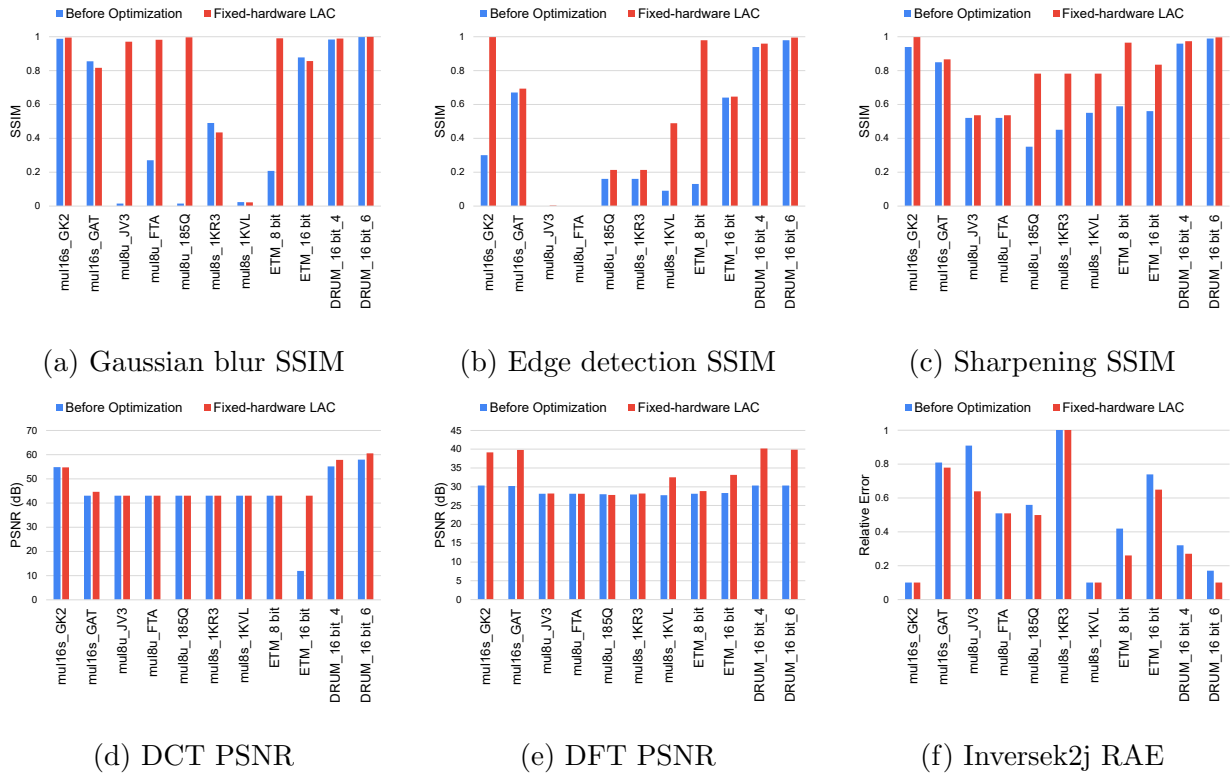 Before Optimization Fixed-hardware LAC
SSIM
1
0.8
0.6
0.4
0.2
0
mul16s_GK2
mul16s_GAT
mul8u_JV3
mul8u_FTA
mul8u_185Q
mul8s_1KR3
mul8s_1KVL
ETM_8 bit
ETM_16 bit
DRUM_16 bit_4
DRUM_16 bit_6
(a) Gaussian blur SSIM
Before Optimization Fixed-hardware LAC
SSIM
1
0.8
0.6
0.4
0.2
0
mul16s_GK2
mul16s_GAT
mul8u_JV3
mul8u_FTA
mul8u_185Q
mul8s_1KR3
mul8s_1KVL
ETM_8 bit
ETM_16 bit
DRUM_16 bit_4
DRUM_16 bit_6
(b) Edge detection SSIM
Before Optimization Fixed-hardware LAC
SSIM
1
0.8
0.6
0.4
0.2
0
mul16s_GK2
mul16s_GAT
mul8u_JV3
mul8u_FTA
mul8u_185Q
mul8s_1KR3
mul8s_1KVL
ETM_8 bit
ETM_16 bit
DRUM_16 bit_4
DRUM_16 bit_6
(c) Sharpening SSIM
Before Optimization Fixed-hardware LAC
PSNR (dB)
70
60
50
40
30
20
10
0
mul16s_GK2
mul16s_GAT
mul8u_JV3
mul8u_FTA
mul8u_185Q
mul8s_1KR3
mul8s_1KVL
ETM_8 bit
ETM_16 bit
DRUM_16 bit_4
DRUM_16 bit_6
(d) DCT PSNR
Before Optimization Fixed-hardware LAC
PSNR (dB)
45
40
35
30
25
20
15
10
5
0
mul16s_GK2
mul16s_GAT
mul8u_JV3
mul8u_FTA
mul8u_185Q
mul8s_1KR3
mul8s_1KVL
ETM_8 bit
ETM_16 bit
DRUM_16 bit_4
DRUM_16 bit_6
(e) DFT PSNR
Before Optimization Fixed-hardware LAC
Relative Error
1
0.8
0.6
0.4
0.2
0
mul16s_GK2
mul16s_GAT
mul8u_JV3
mul8u_FTA
mul8u_185Q
mul8s_1KR3
mul8s_1KVL
ETM_8 bit
ETM_16 bit
DRUM_16 bit_4
DRUM_16 bit_6
(f) Inversek2j RAE